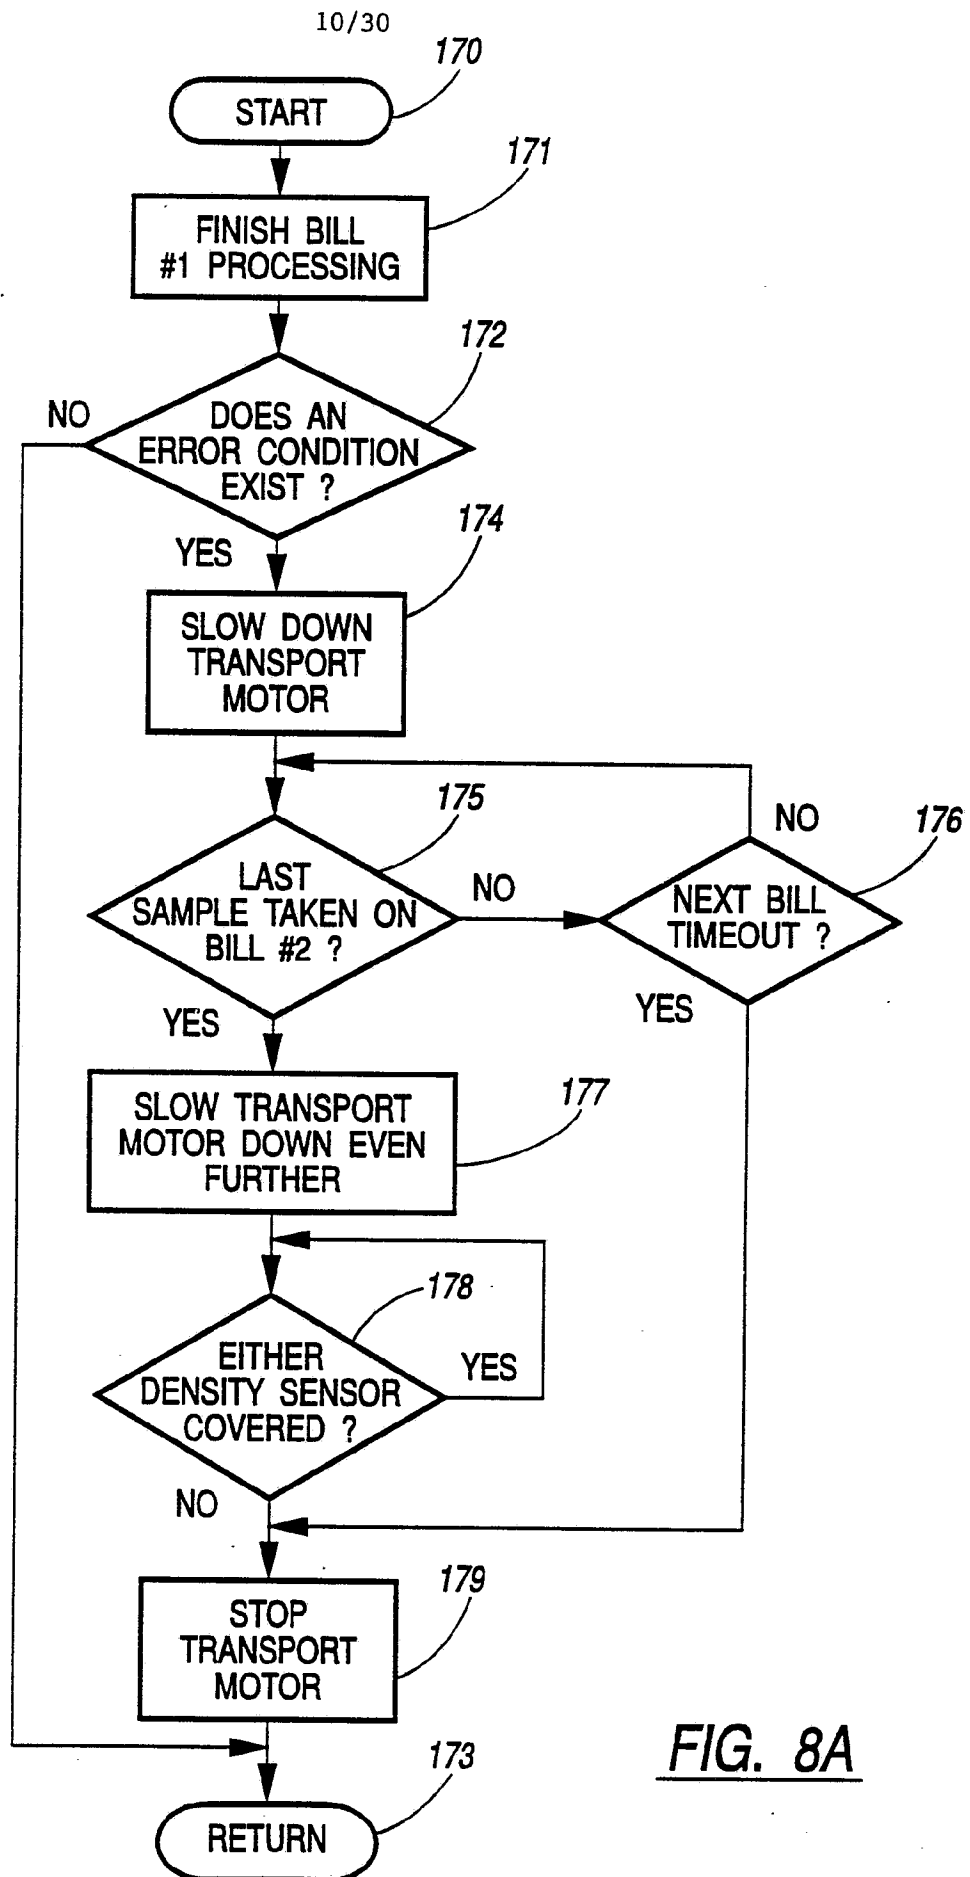 10/30
170
START
171
FINISH BILL
#1 PROCESSING
172
NO
DOES AN
ERROR CONDITION
EXIST ?
174
YES
SLOW DOWN
TRANSPORT
MOTOR
175
NO
176
LAST
SAMPLE TAKEN ON
BILL #2 ?
NO
NEXT BILL
TIMEOUT ?
YES
YES
SLOW TRANSPORT
MOTOR DOWN EVEN
FURTHER
177
178
EITHER
DENSITY SENSOR
COVERED ?
YES
NO
STOP
TRANSPORT
MOTOR
179
FIG. 8A
173
RETURN